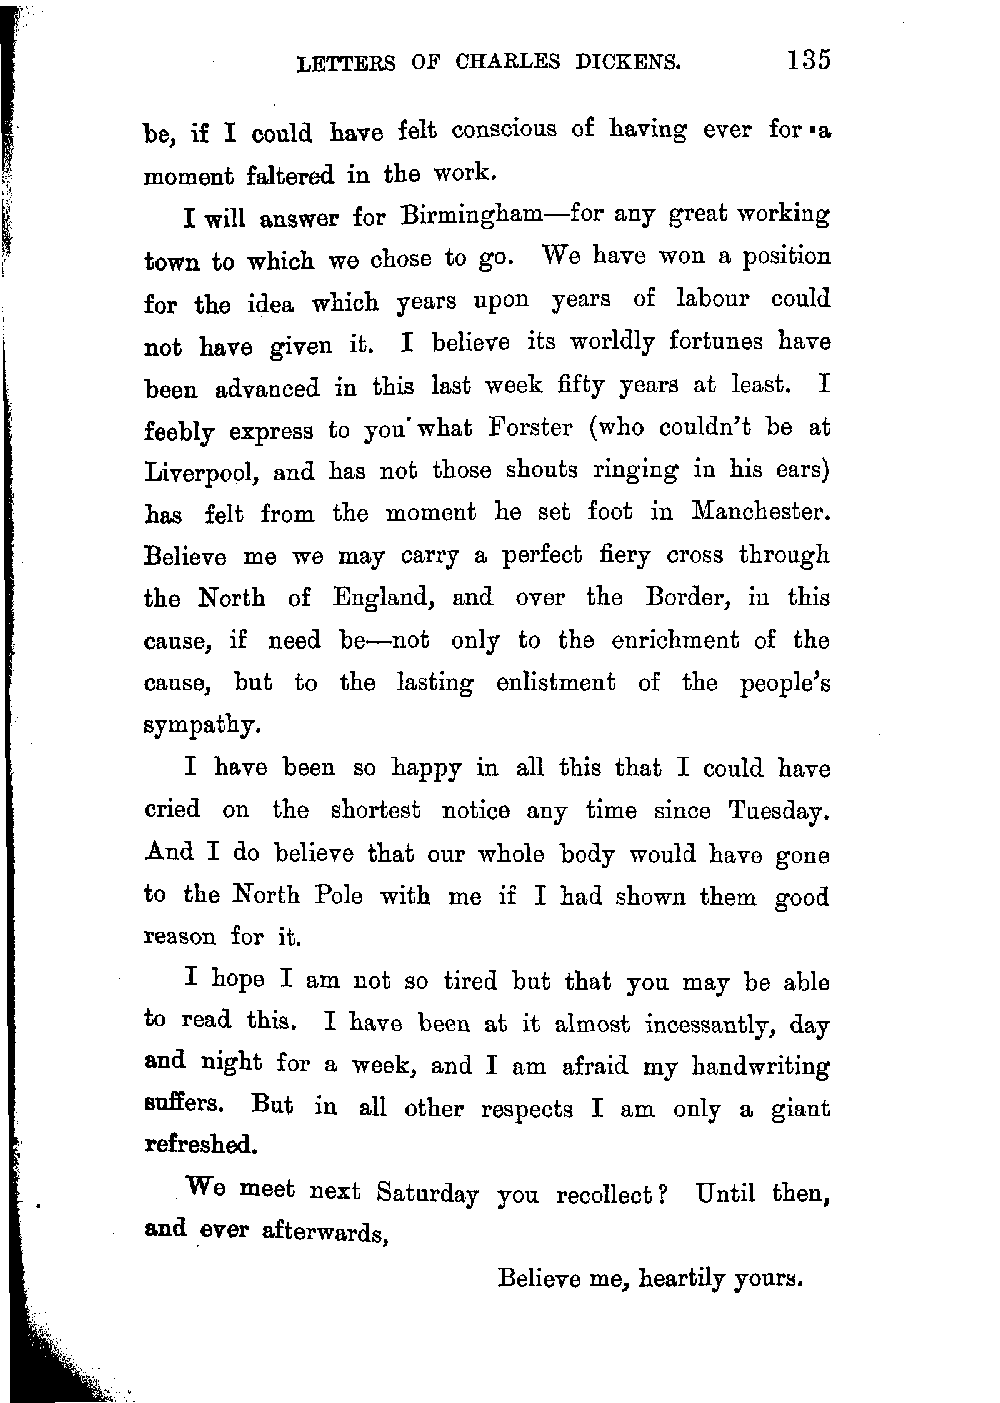 LETTERS OF CHARLES DICKENS. 135
be, if I could have felt conscious of having ever for a
moment faltered in the work.
I will answer for Birmingham—for any great working
town to which we chose to go. We have won a position
for the idea which years upon years of labour could
not have given it. I believe its worldly fortunes have
been advanced in this last week fifty years at least. I
feebly express to you what Forster (who couldn't be at
Liverpool, and has not those shouts ringing in his ears)
has felt from the moment he set foot in Manchester.
Believe me we may carry a perfect fiery cross through
the North of England, and over the Border, in this
cause, if need be—not only to the enrichment of the
cause, but to the lasting enlistment of the people's
sympathy.
I have been so happy in all this that I could have
cried on the shortest notice any time since Tuesday.
And I do believe that our whole body would have gone
to the North Pole with me if I had shown them good
reason for it.
I hope I am not so tired but that you may be able
to read this. I have been at it almost incessantly, day
and night for a week, and I am afraid my handwriting
suffers. But in all other respects I am only a giant
refreshed.
We meet next Saturday you recollect? Until then,
and ever afterwards,
Believe me, heartily yours.